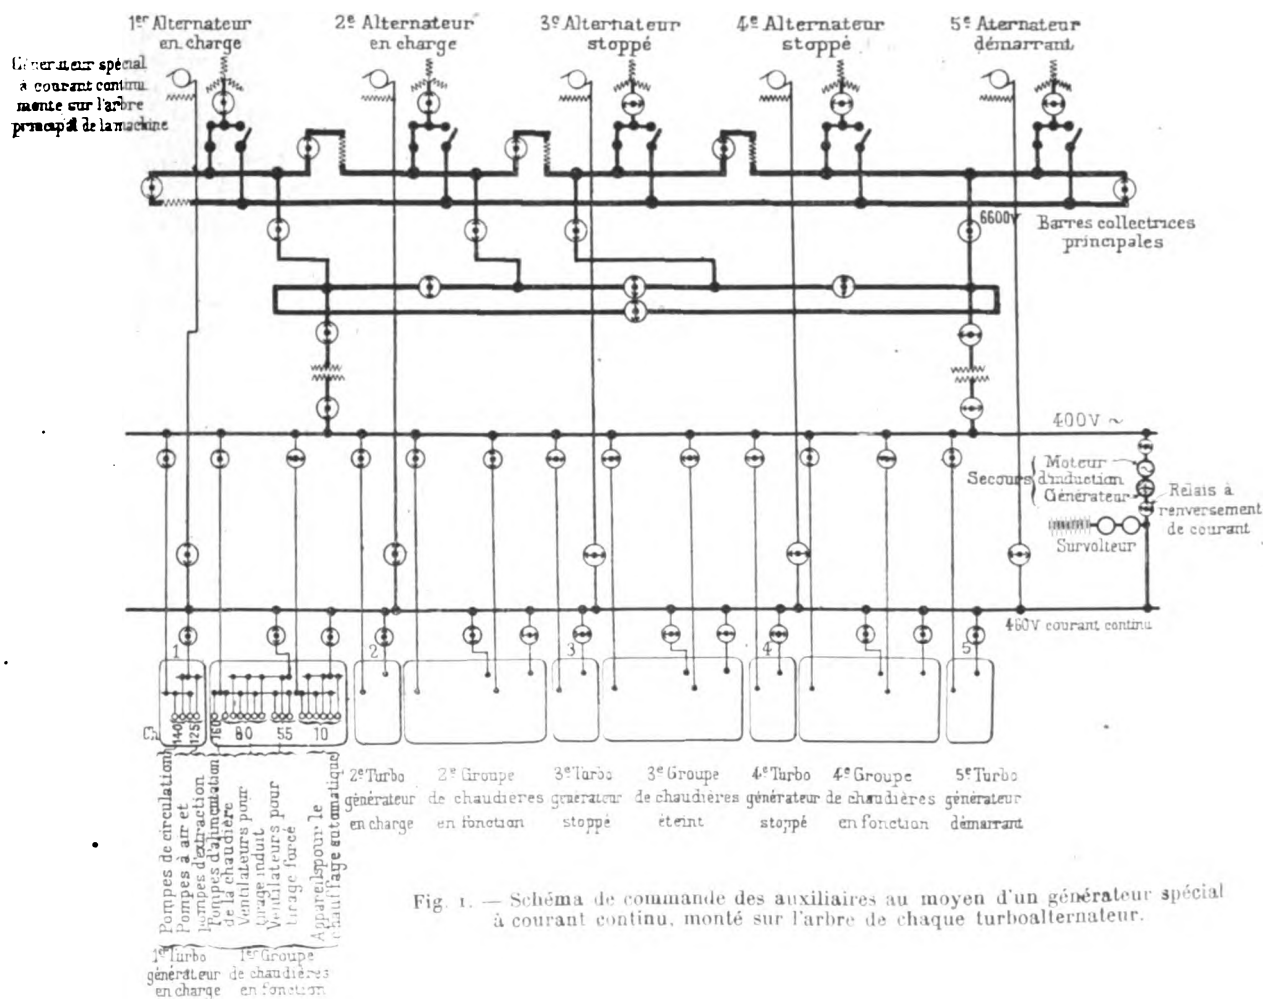 1er Alternateur
en charge
2e Alternateur
en charge
3e Alternateur
stoppé
4e Alternateur
stoppé
5e Aternateur
démarrant
Générateur spécial
à courant continu
monte sur l'arbre
principal de la machine
6600V
Barres collectrices
principales
400V ~
Secours
Moteur
d'induction
Générateur
Relais à
renversement
de courant
Survolteur
460V courant continu
1
2
3
4
5
Ch
140
125
160
80
55
10
Pompes de circulation
Pompes à air et
pompes d'extraction
Pompes d'alimentation
de la chaudière
Ventilateurs pour
tirage induit
Ventilateurs pour
tirage forcé
Appareils pour le
chauffage automatique
1er Turbo
générateur
en charge
1er Groupe
de chaudières
en fonction
2e Turbo
générateur
en charge
2e Groupe
de chaudières
en fonction
3e Turbo
générateur
stoppé
3e Groupe
de chaudières
éteint
4e Turbo
générateur
stoppé
4e Groupe
de chaudières
en fonction
5e Turbo
générateur
démarrant
Fig. 1. — Schéma de commande des auxiliaires au moyen d'un générateur spécial
à courant continu, monté sur l'arbre de chaque turboalternateur.